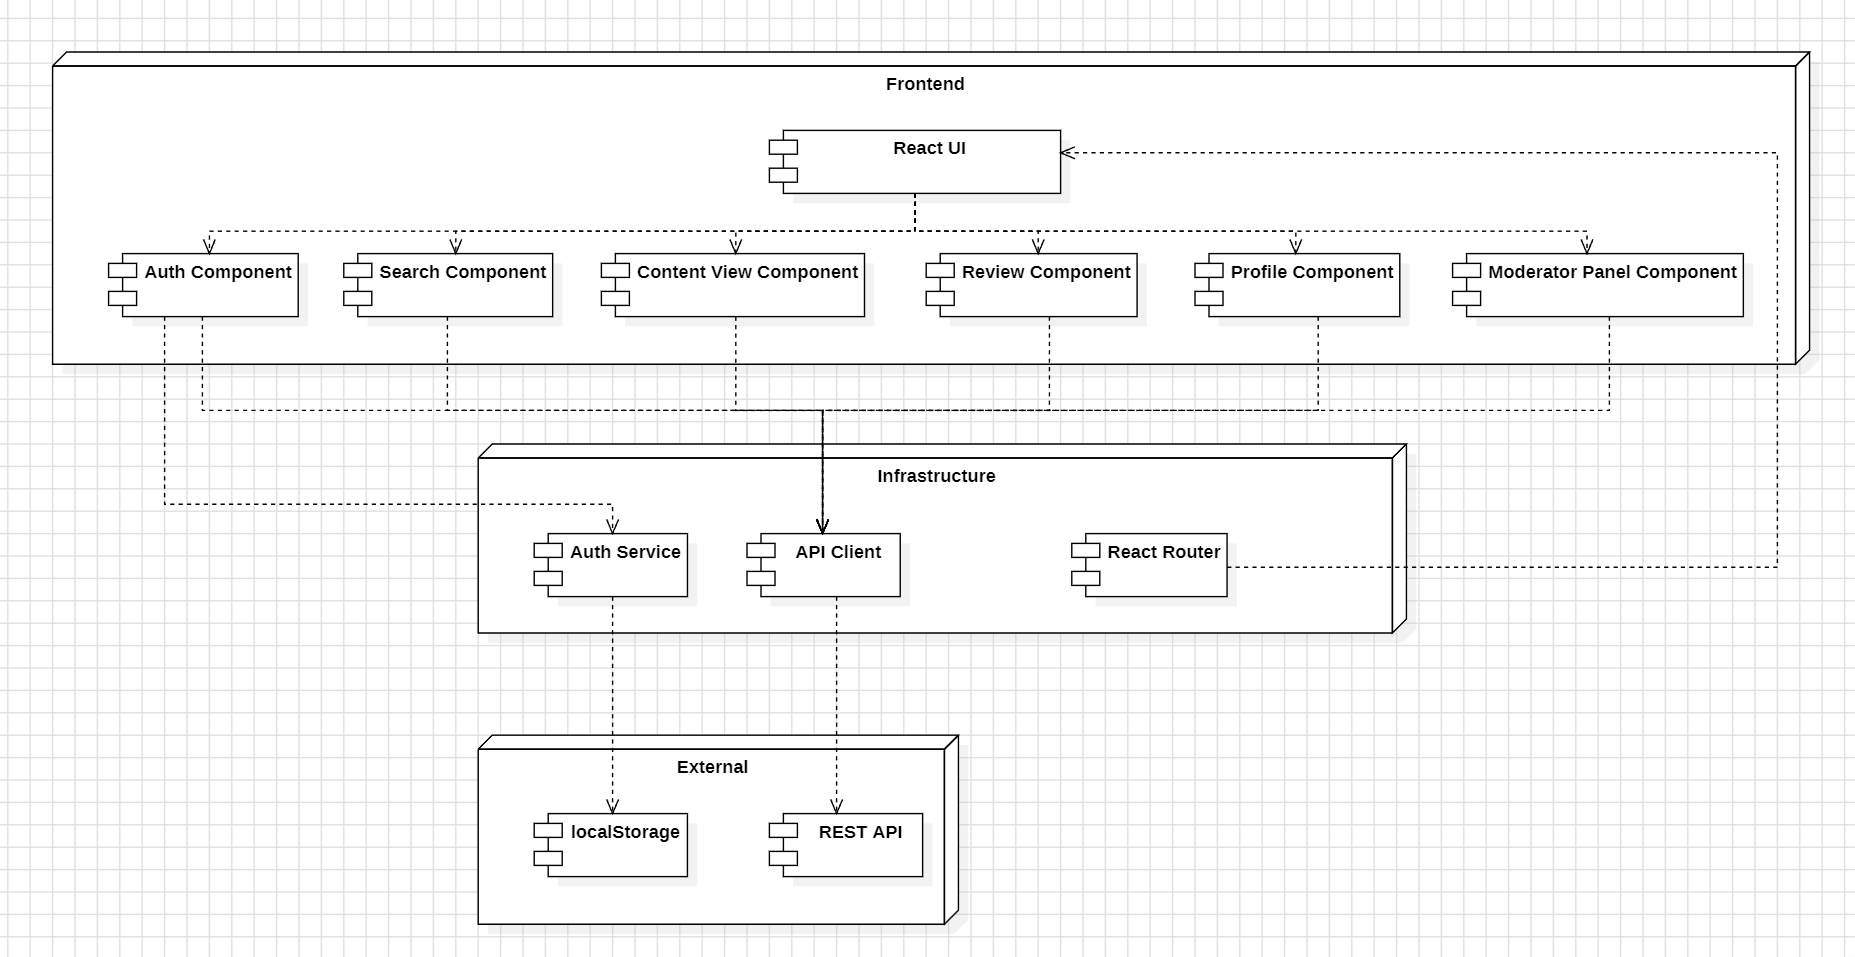 Frontend
React UI
Auth Component
Search Component
Content View Component
Review Component
Profile Component
Moderator Panel Component
Infrastructure
Auth Service
API Client
React Router
External
localStorage
REST API